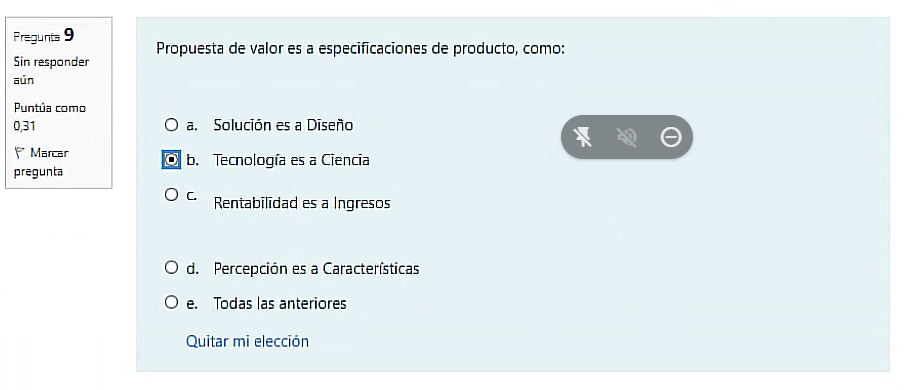 Pregunta 9
Sin responder
aún
Puntúa como
0,31
Marcar
pregunta
Propuesta de valor es a especificaciones de producto, como:
a. Solución es a Diseño
b. Tecnología es a Ciencia
c. Rentabilidad es a Ingresos
d. Percepción es a Características
e. Todas las anteriores
Quitar mi elección